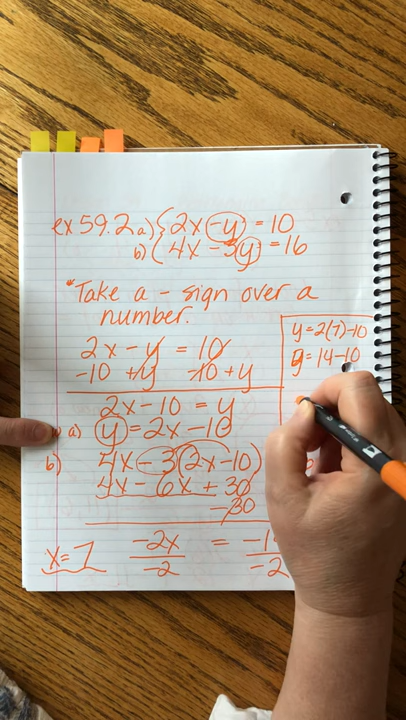 ex 59.2 a) { 2x - y = 10
b) ( 4x - 3y = 16
*Take a - sign over a
number.
2x - y = 10
-10 + y -10 + y
2x - 10 = y
a) y = 2x - 10
b) 4x - 3(2x - 10)
4x - 6x + 30
-30
-2x = -1
-2 -2
x = 7
y = 2(7) - 10
y = 14 - 10